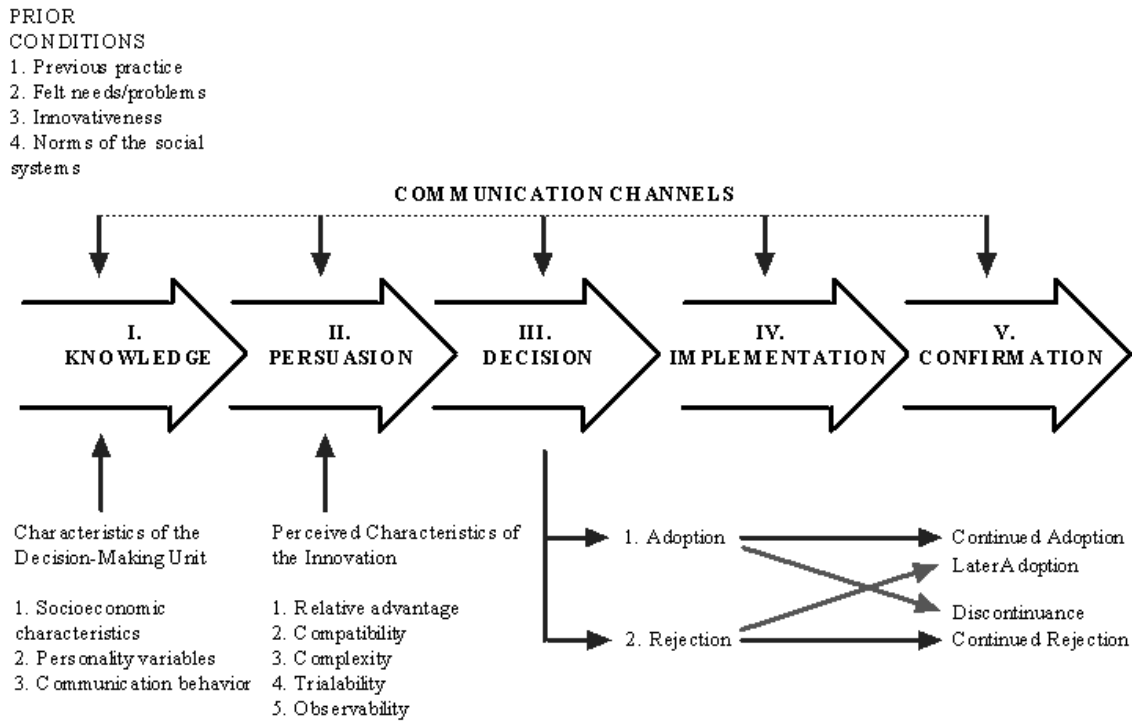 PRIOR
CONDITIONS
1. Previous practice
2. Felt needs/problems
3. Innovativeness
4. Norms of the social
systems
COMMUNICATION CHANNELS
I.
KNOWLEDGE
II.
PERSUASION
III.
DECISION
IV.
IMPLEMENTATION
V.
CONFIRMATION
Characteristics of the
Decision-Making Unit
1. Socioeconomic
characteristics
2. Personality variables
3. Communication behavior
Perceived Characteristics of
the Innovation
1. Relative advantage
2. Compatibility
3. Complexity
4. Trialability
5. Observability
1. Adoption
2. Rejection
Continued Adoption
Later Adoption
Discontinuance
Continued Rejection